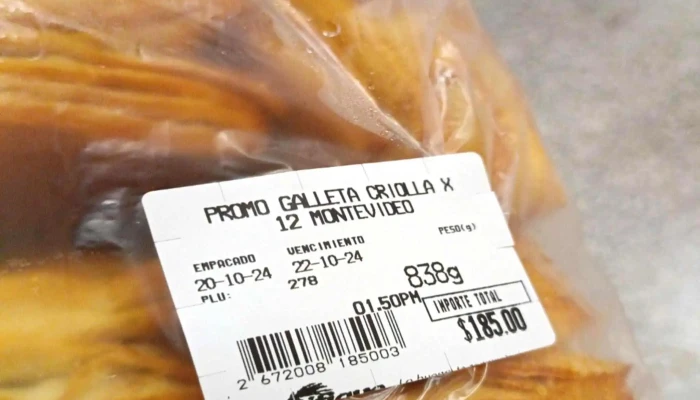 PROMO GALLETA CRIOLLA X
12 MONTEVIDEO
EMPACADO VENCIMIENTO PESO(g)
20-10-24 22-10-24 838g
PLU: 278
01.50PM IMPORTE TOTAL
$185.00
2 672008 185003